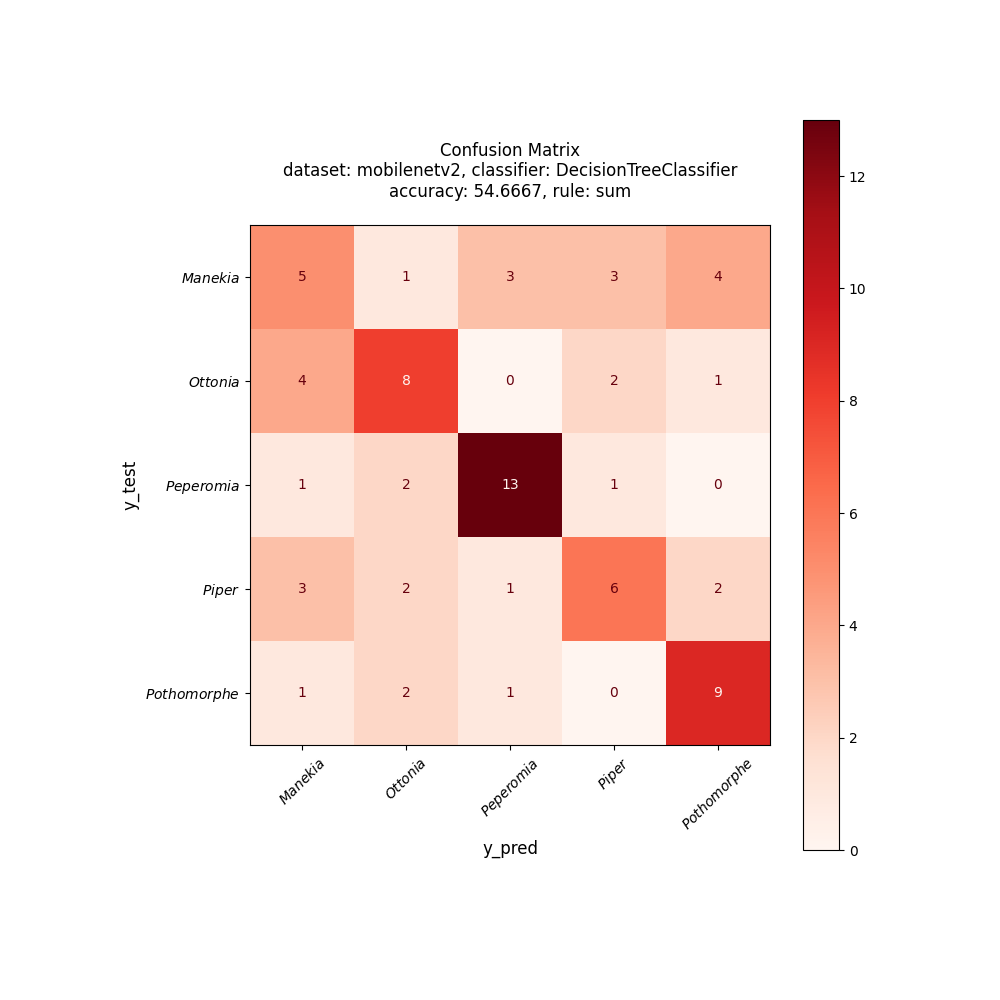 Confusion Matrix
dataset: mobilenetv2, classifier: DecisionTreeClassifier
accuracy: 54.6667, rule: sum
Manekia 5 1 3 3 4
Ottonia 4 8 0 2 1
Peperomia 1 2 13 1 0
Piper 3 2 1 6 2
Pothomorphe 1 2 1 0 9
Manekia Ottonia Peperomia Piper Pothomorphe
y_pred
y_test
12
10
8
6
4
2
0